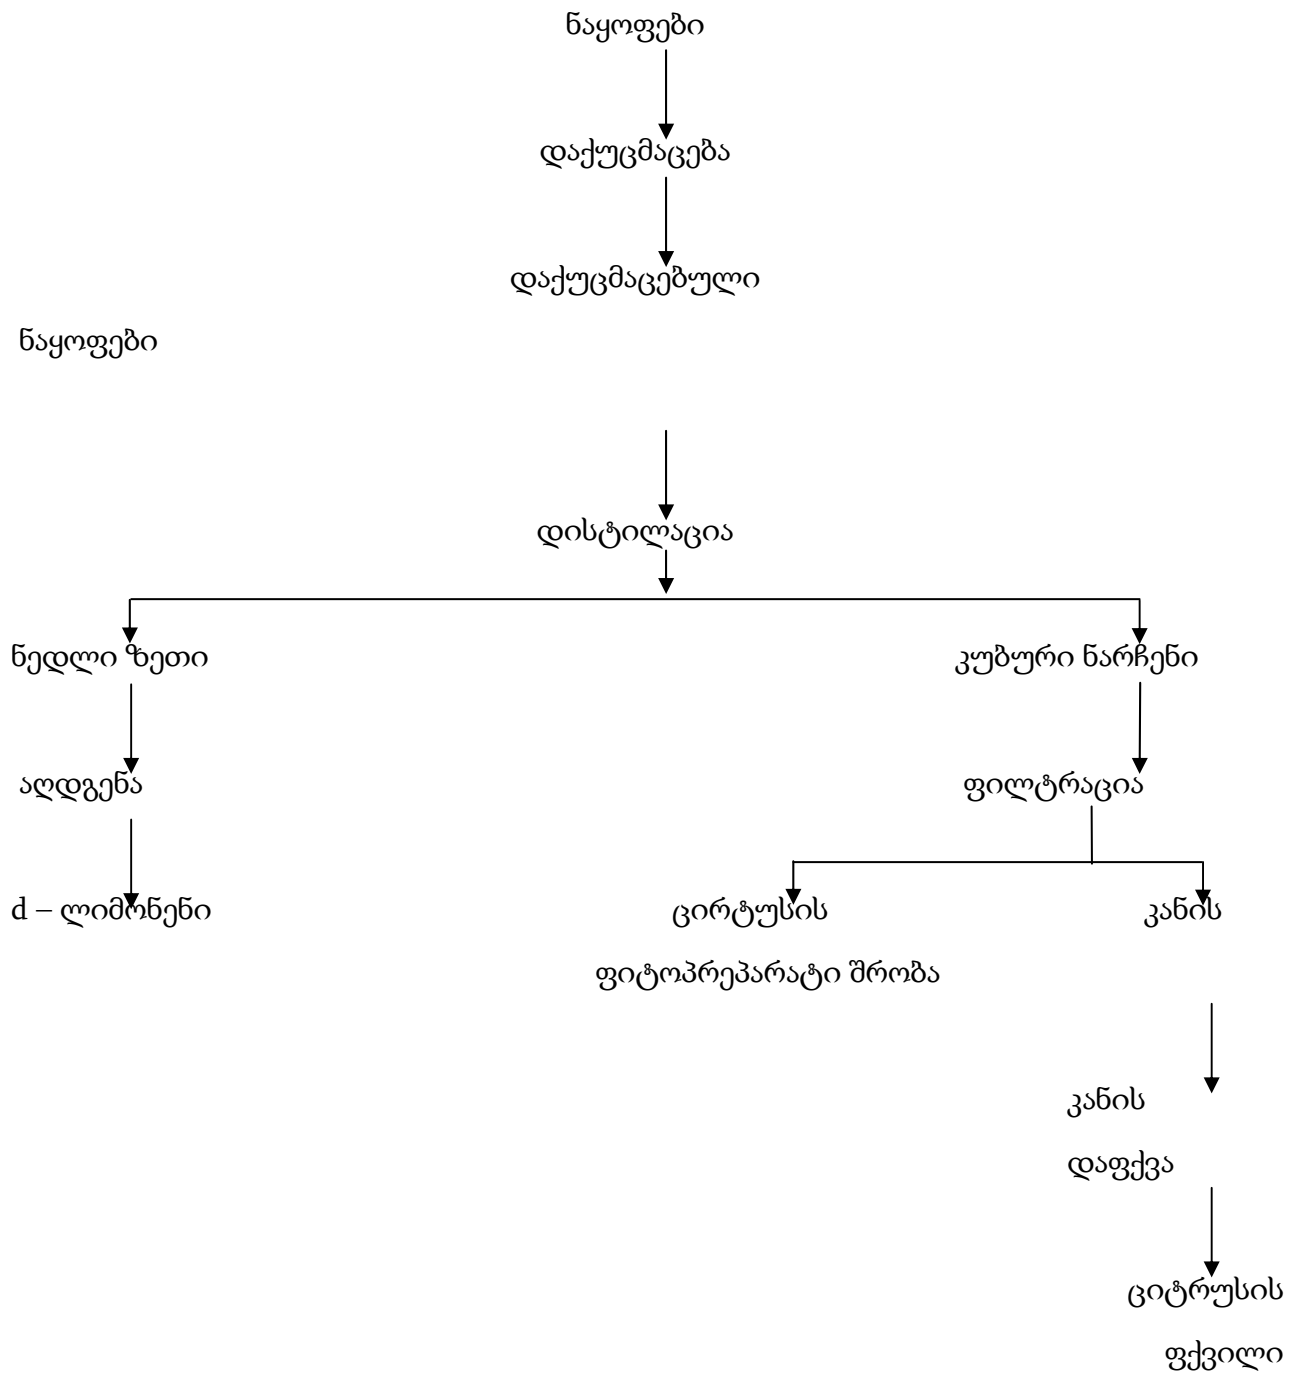 ნაყოფები
დაქუცმაცება
დაქუცმაცებული
ნაყოფები
დისტილაცია
ნედლი ზეთი კუბური ნარჩენი
აღდგენა ფილტრაცია
d – ლიმონენი ცირტუსის კანის
ფიტოპრეპარატი შრობა
კანის
დაფქვა
ციტრუსის
ფქვილი